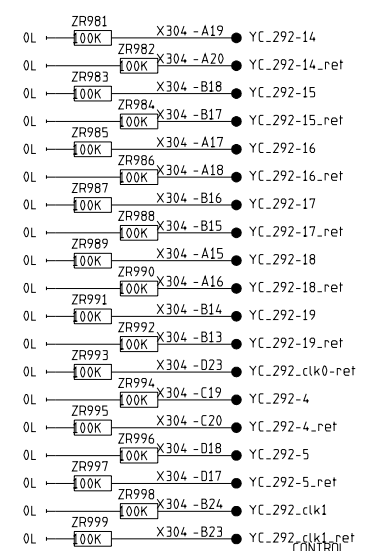 ZR981
0L 100K X304 -A19 YC_292-14
ZR982
0L 100K X304 -A20 YC_292-14_ret
ZR983
0L 100K X304 -B18 YC_292-15
ZR984
0L 100K X304 -B17 YC_292-15_ret
ZR985
0L 100K X304 -A17 YC_292-16
ZR986
0L 100K X304 -A18 YC_292-16_ret
ZR987
0L 100K X304 -B16 YC_292-17
ZR988
0L 100K X304 -B15 YC_292-17_ret
ZR989
0L 100K X304 -A15 YC_292-18
ZR990
0L 100K X304 -A16 YC_292-18_ret
ZR991
0L 100K X304 -B14 YC_292-19
ZR992
0L 100K X304 -B13 YC_292-19_ret
ZR993
0L 100K X304 -D23 YC_292_clk0-ret
ZR994
0L 100K X304 -C19 YC_292-4
ZR995
0L 100K X304 -C20 YC_292-4_ret
ZR996
0L 100K X304 -D18 YC_292-5
ZR997
0L 100K X304 -D17 YC_292-5_ret
ZR998
0L 100K X304 -B24 YC_292_clk1
ZR999
0L 100K X304 -B23 YC_292_clk1_ret
CONTROL